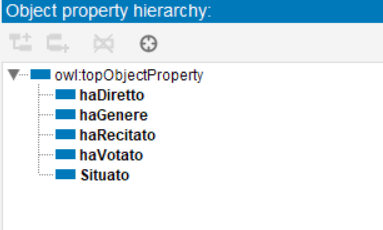 Object property hierarchy:
owl:topObjectProperty
haDiretto
haGenere
haRecitato
haVotato
Situato